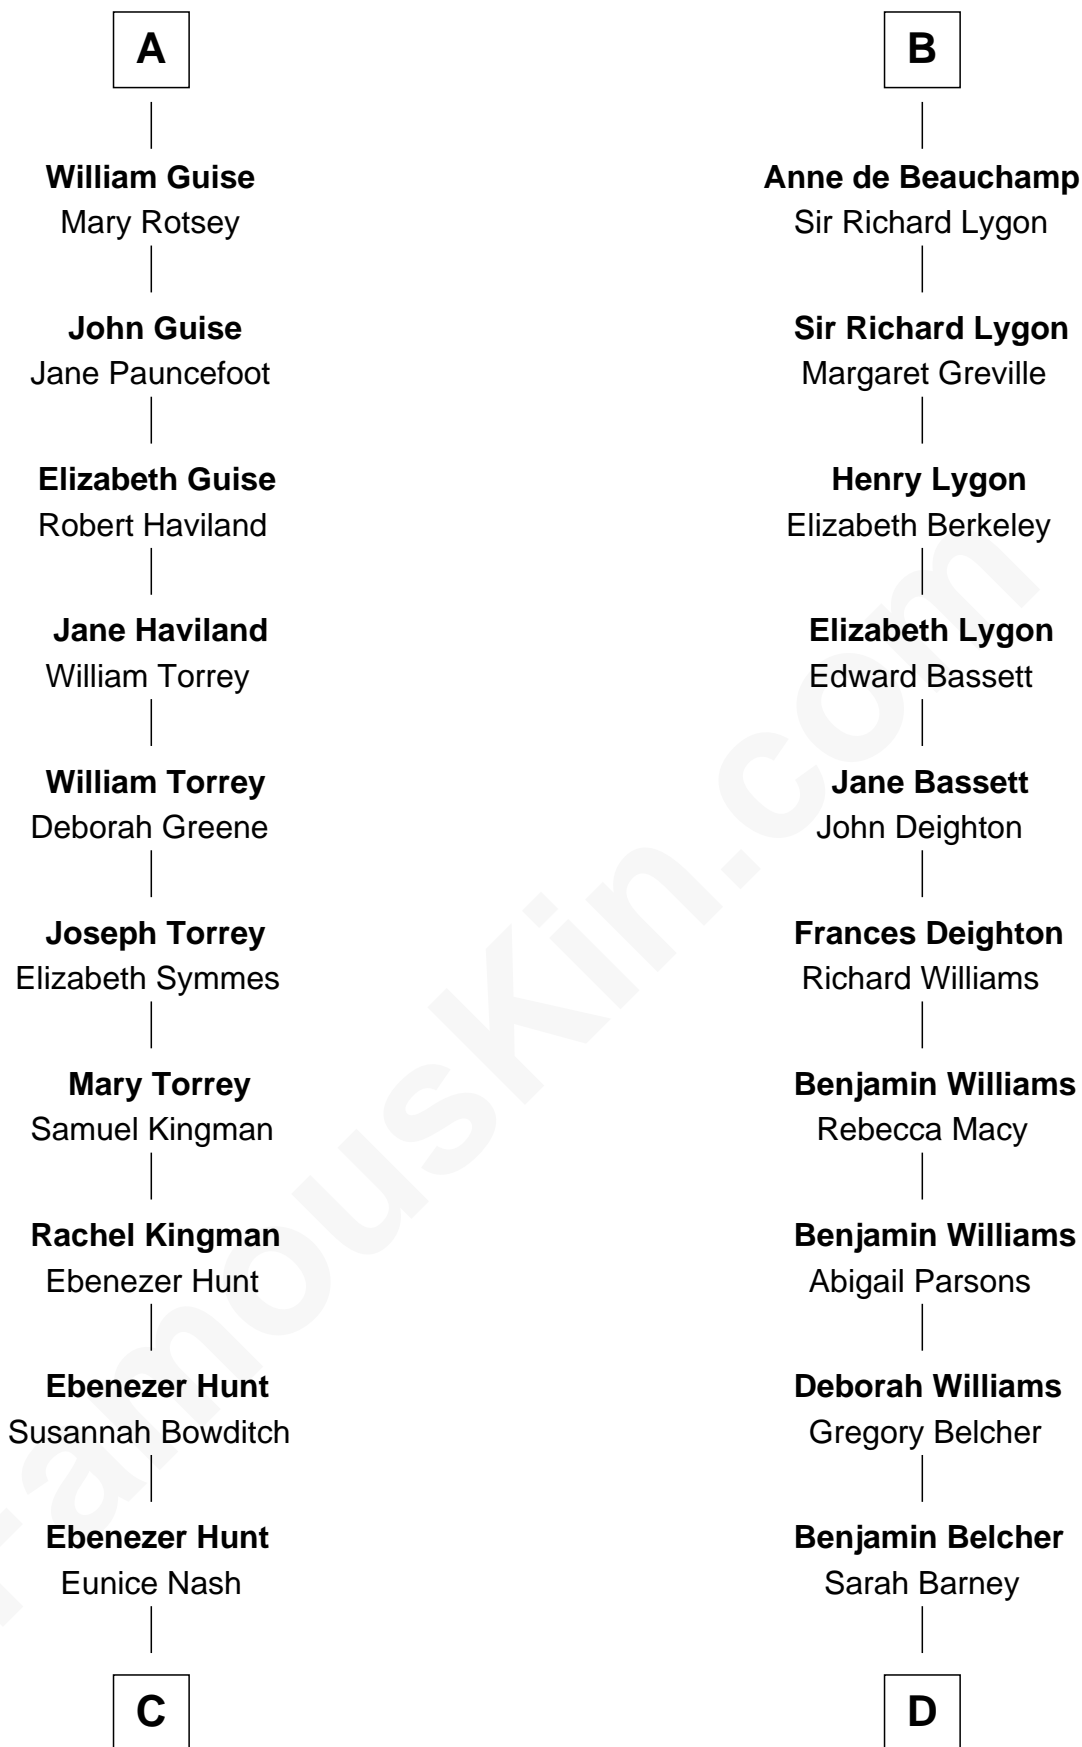 A
William Guise
Mary Rotsey
John Guise
Jane Pauncefoot
Elizabeth Guise
Robert Haviland
Jane Haviland
William Torrey
William Torrey
Deborah Greene
Joseph Torrey
Elizabeth Symmes
Mary Torrey
Samuel Kingman
Rachel Kingman
Ebenezer Hunt
Ebenezer Hunt
Susannah Bowditch
Ebenezer Hunt
Eunice Nash
C
B
Anne de Beauchamp
Sir Richard Lygon
Sir Richard Lygon
Margaret Greville
Henry Lygon
Elizabeth Berkeley
Elizabeth Lygon
Edward Bassett
Jane Bassett
John Deighton
Frances Deighton
Richard Williams
Benjamin Williams
Rebecca Macy
Benjamin Williams
Abigail Parsons
Deborah Williams
Gregory Belcher
Benjamin Belcher
Sarah Barney
D
FamousKin.com